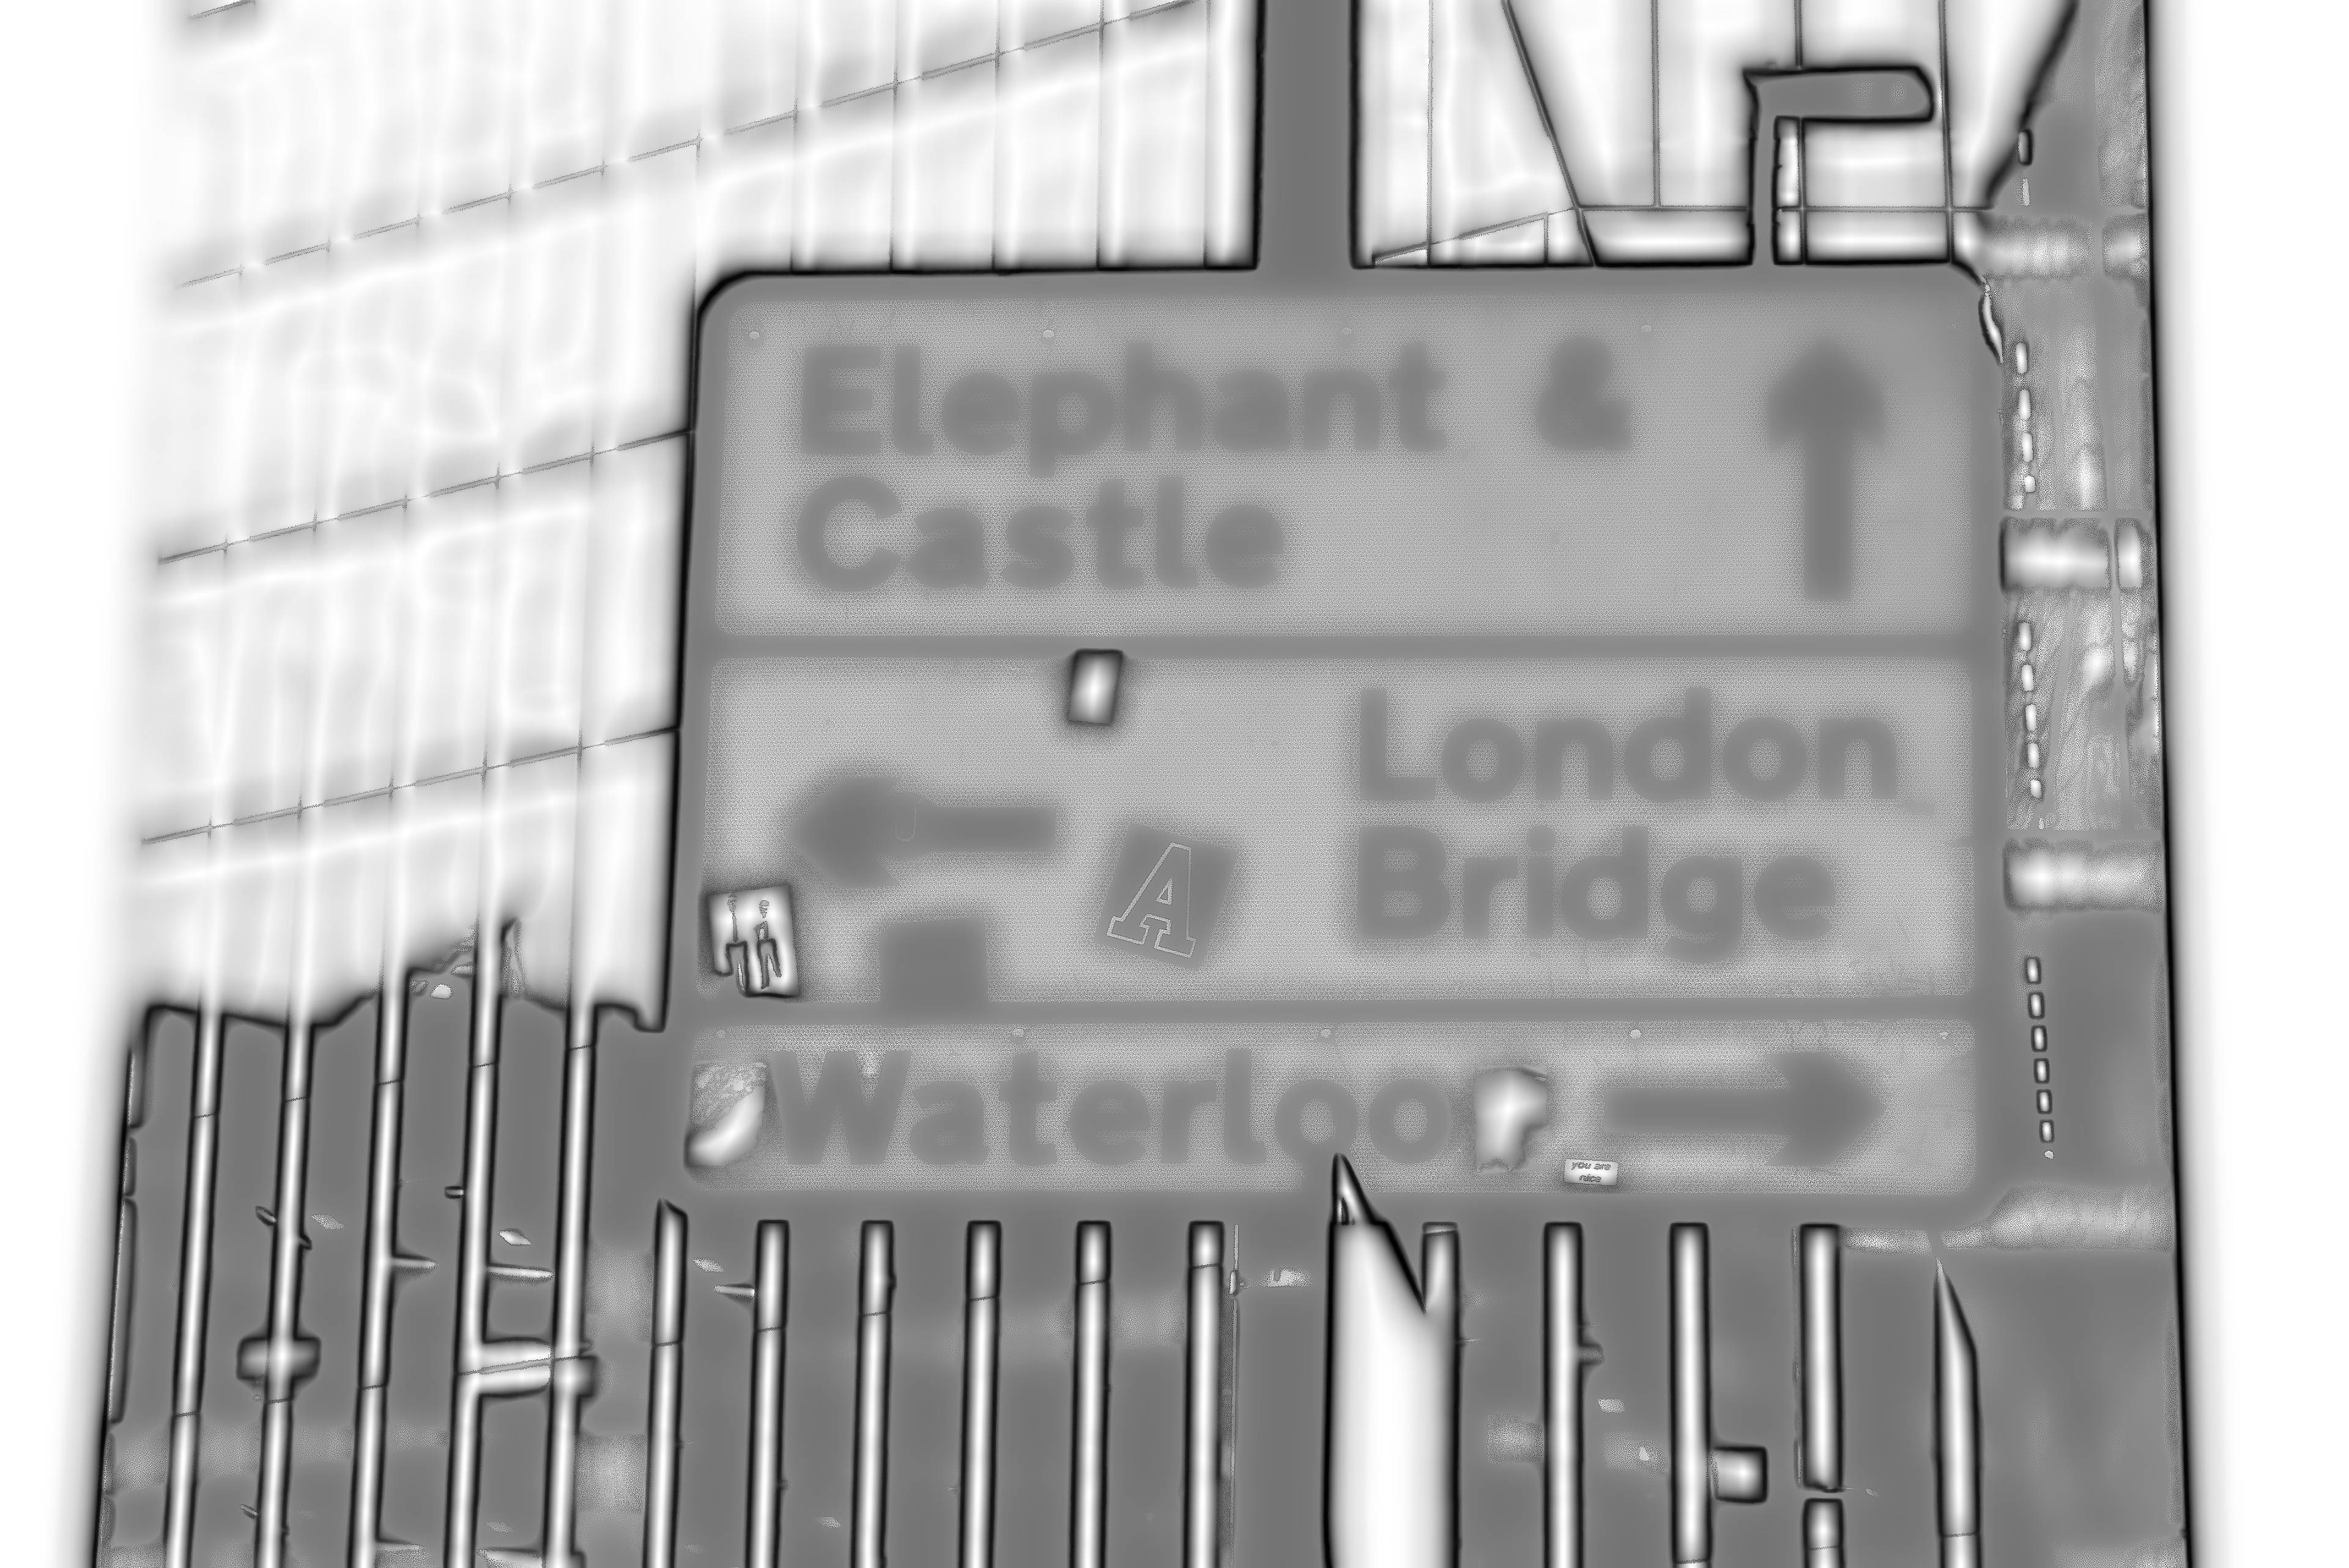 Elephant &
Castle
London
Bridge
A
Waterloo
you are
nice